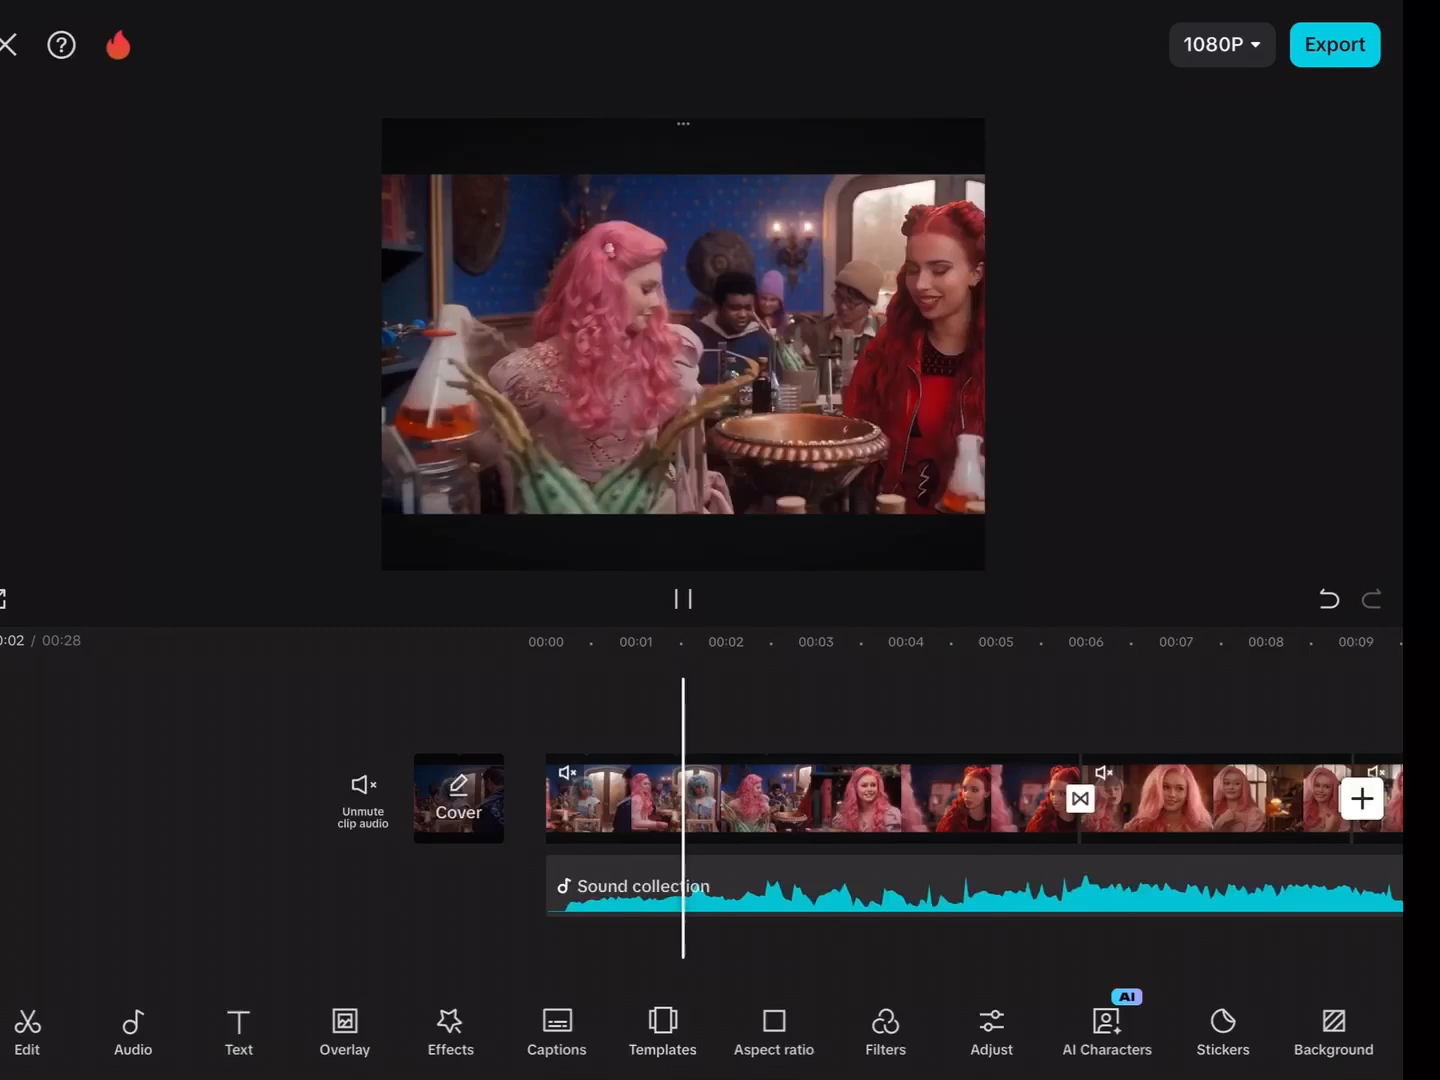 1080P
Export
0:02 / 00:28
00:00 00:01 00:02 00:03 00:04 00:05 00:06 00:07 00:08 00:09
Unmute
clip audio
Cover
Sound collection
AI
Edit
Audio
Text
Overlay
Effects
Captions
Templates
Aspect ratio
Filters
Adjust
AI Characters
Stickers
Background